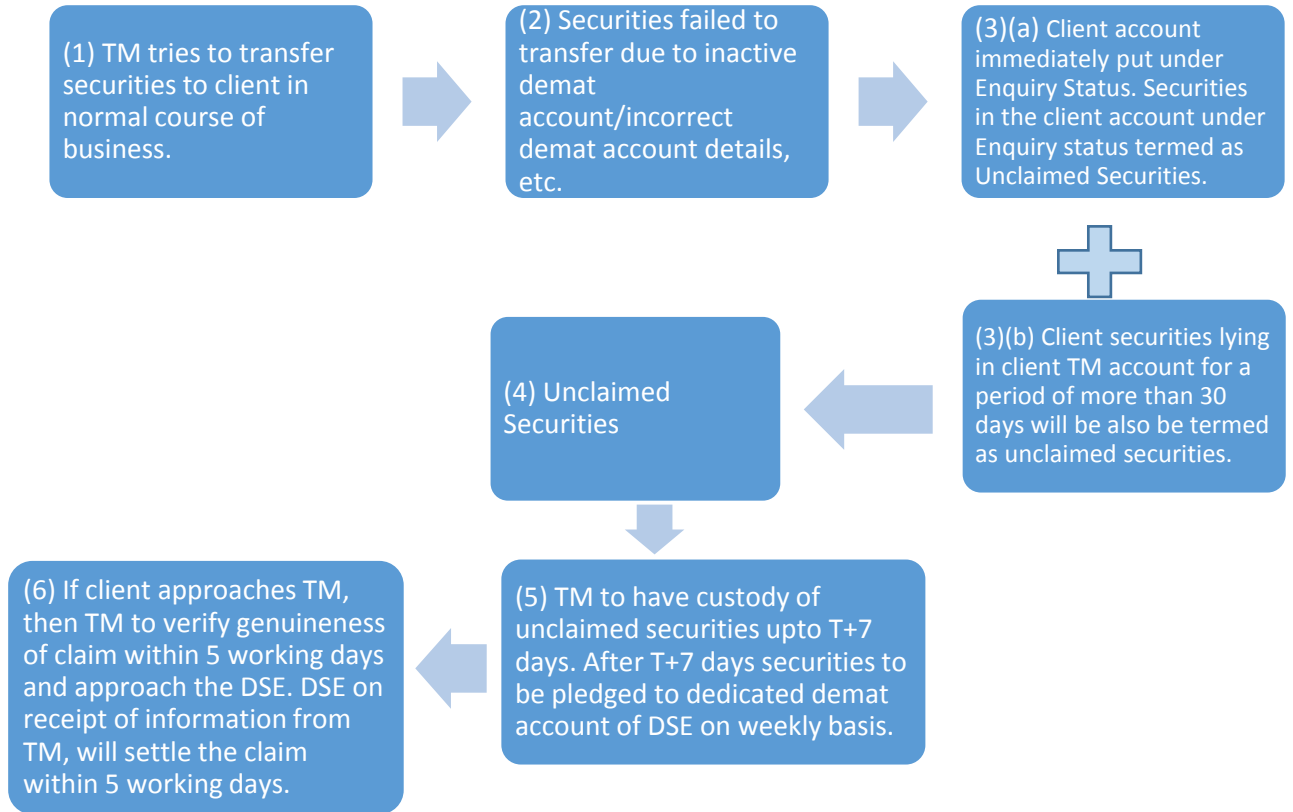 (1) TM tries to transfer
securities to client in
normal course of
business.
(2) Securities failed to
transfer due to inactive
demat
account/incorrect
demat account details,
etc.
(3)(a) Client account
immediately put under
Enquiry Status. Securities
in the client account under
Enquiry status termed as
Unclaimed Securities.
(3)(b) Client securities lying
in client TM account for a
period of more than 30
days will be also be termed
as unclaimed securities.
(4) Unclaimed
Securities
(5) TM to have custody of
unclaimed securities upto T+7
days. After T+7 days securities to
be pledged to dedicated demat
account of DSE on weekly basis.
(6) If client approaches TM,
then TM to verify genuineness
of claim within 5 working days
and approach the DSE. DSE on
receipt of information from
TM, will settle the claim
within 5 working days.